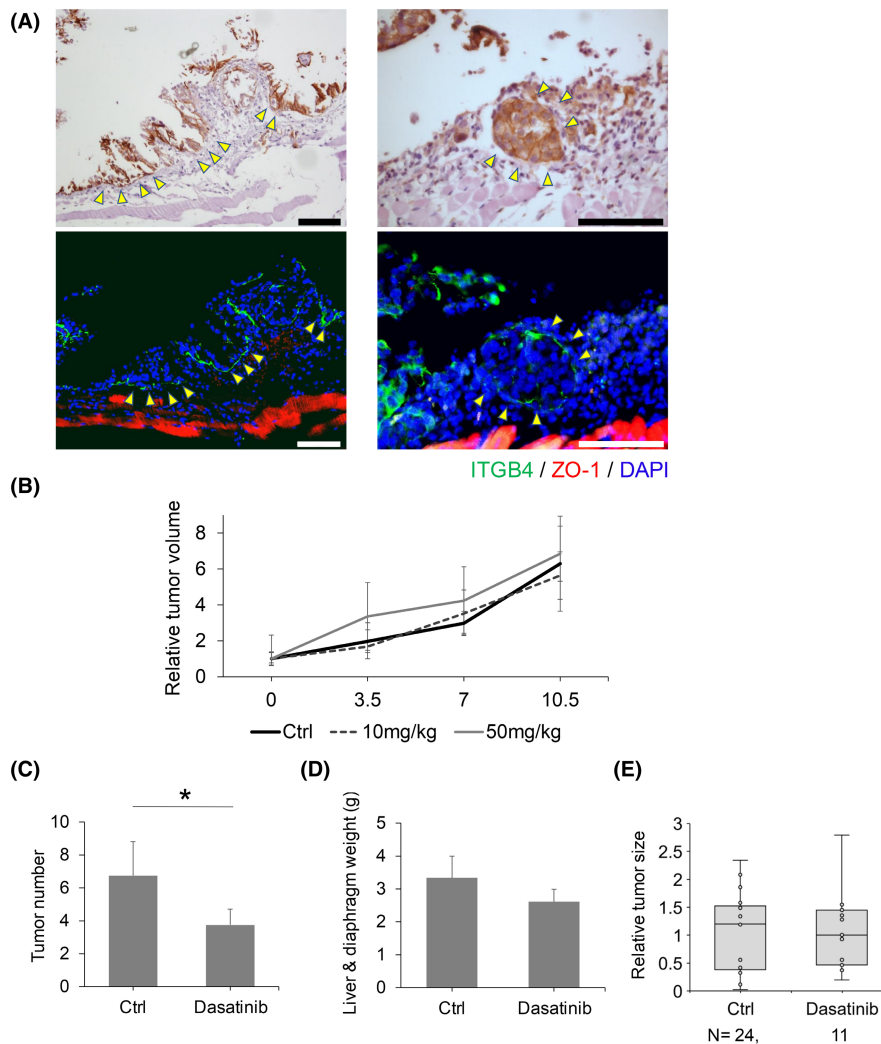 (A)
ITGB4 / ZO-1 / DAPI
(B)
Relative tumor volume
8
6
4
2
0
0 3.5 7 10.5
Ctrl 10mg/kg 50mg/kg
(C)
*
Tumor number
10
8
6
4
2
0
Ctrl Dasatinib
(D)
Liver & diaphragm weight (g)
5
4
3
2
1
0
Ctrl Dasatinib
(E)
Relative tumor size
3
2.5
2
1.5
1
0.5
0
Ctrl Dasatinib
N= 24, 11